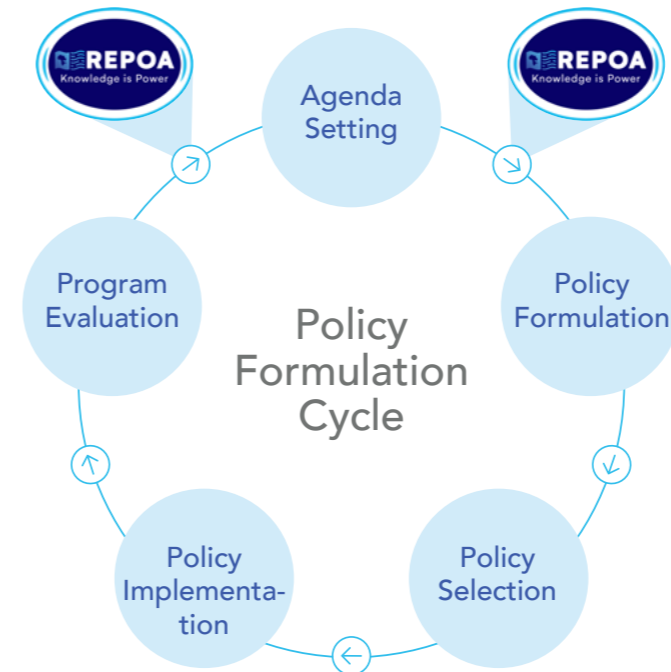 REPOA
Knowledge is Power
REPOA
Knowledge is Power
Agenda
Setting
Program
Evaluation
Policy
Formulation
Policy
Formulation
Cycle
Policy
Implementa-
tion
Policy
Selection